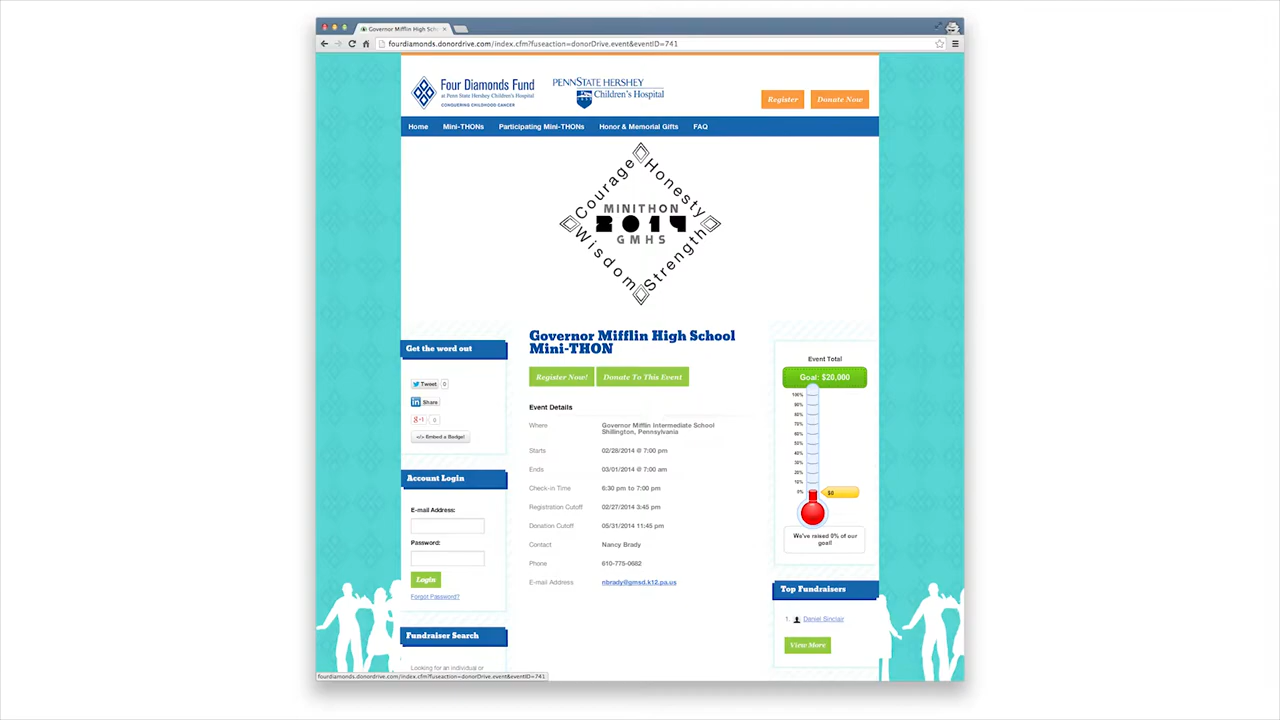 Governor Mifflin High Sch
fourdiamonds.donordrive.com/index.cfm?fuseaction=donorDrive.event&eventID=741
Four Diamonds Fund
at Penn State Hershey Children's Hospital
CONQUERING CHILDHOOD CANCER
PENNSTATE HERSHEY
Children's Hospital
Register
Donate Now
Home Mini-THONs Participating Mini-THONs Honor & Memorial Gifts FAQ
Courage Honesty
MINITHON
2014
GMHS
Wisdom Strength
Governor Mifflin High School
Mini-THON
Register Now! Donate To This Event
Event Details
Where Governor Mifflin Intermediate School
Shillington, Pennsylvania
Starts 02/28/2014 @ 7:00 pm
Ends 03/01/2014 @ 7:00 am
Check-in Time 6:30 pm to 7:00 pm
Registration Cutoff 02/27/2014 3:45 pm
Donation Cutoff 05/31/2014 11:45 pm
Contact Nancy Brady
Phone 610-775-0682
E-mail Address nbrady@gmsd.k12.pa.us
Get the word out
Tweet 0
Share
g+1 0
</> Embed a Badge!
Account Login
E-mail Address:
Password:
Login
Forgot Password?
Fundraiser Search
Looking for an individual or
Event Total
Goal: $20,000
100%
90%
80%
70%
60%
50%
40%
30%
20%
10%
0% $0
We've raised 0% of our
goal!
Top Fundraisers
1. Daniel Sinclair
View More
fourdiamonds.donordrive.com/index.cfm?fuseaction=donorDrive.event&eventID=741